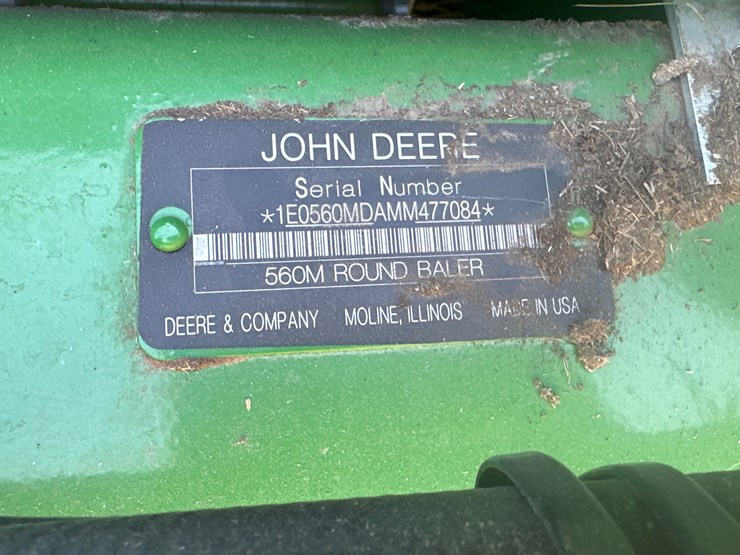 JOHN DEERE
Serial Number
*1E0560MDAMM477084*
560M ROUND BALER
DEERE & COMPANY MOLINE, ILLINOIS MADE IN USA